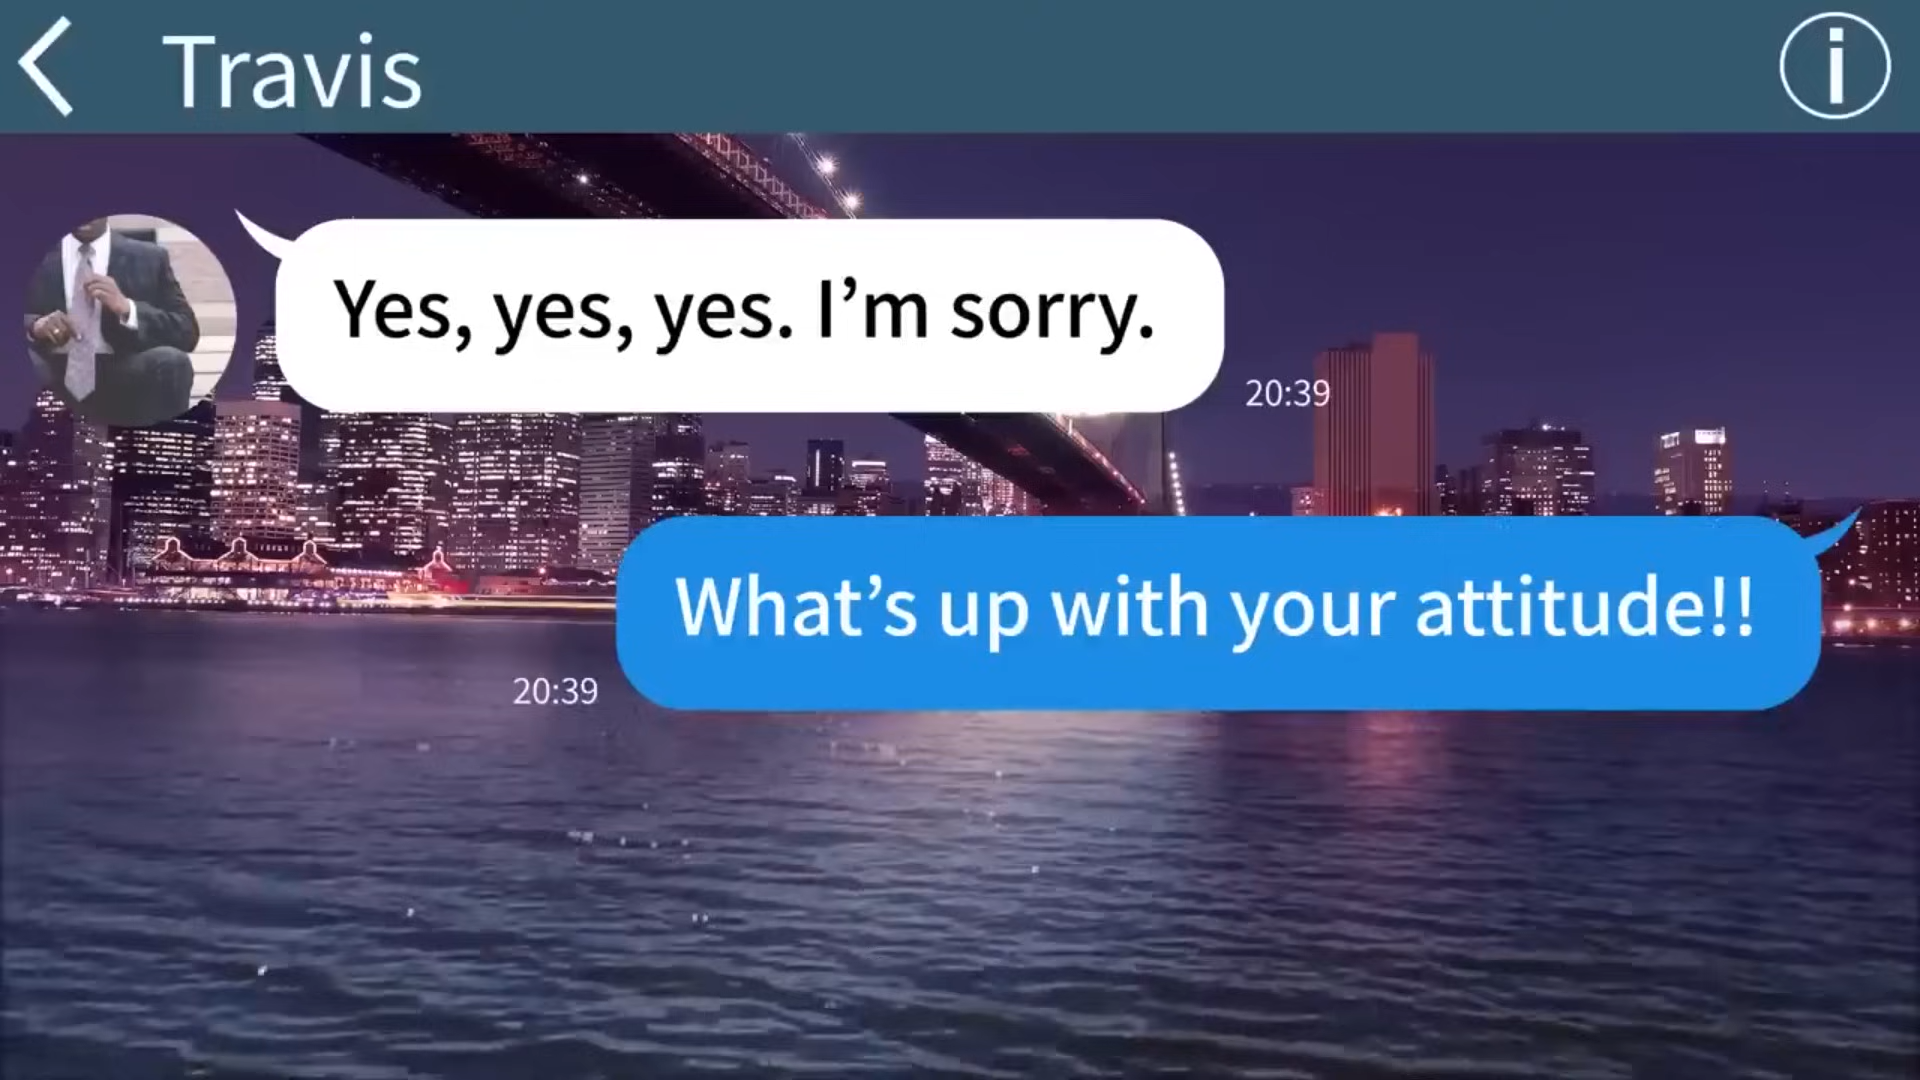 Travis
Yes, yes, yes. I’m sorry.
20:39
What’s up with your attitude!!
20:39